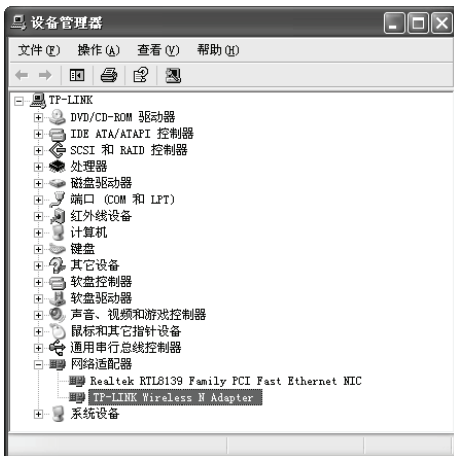 设备管理器
文件(F) 操作(A) 查看(V) 帮助(H)
TP-LINK
DVD/CD-ROM 驱动器
IDE ATA/ATAPI 控制器
SCSI 和 RAID 控制器
处理器
磁盘驱动器
端口 (COM 和 LPT)
红外线设备
计算机
键盘
其它设备
软盘控制器
软盘驱动器
声音、视频和游戏控制器
鼠标和其它指针设备
通用串行总线控制器
网络适配器
Realtek RTL8139 Family PCI Fast Ethernet NIC
TP-LINK Wireless N Adapter
系统设备